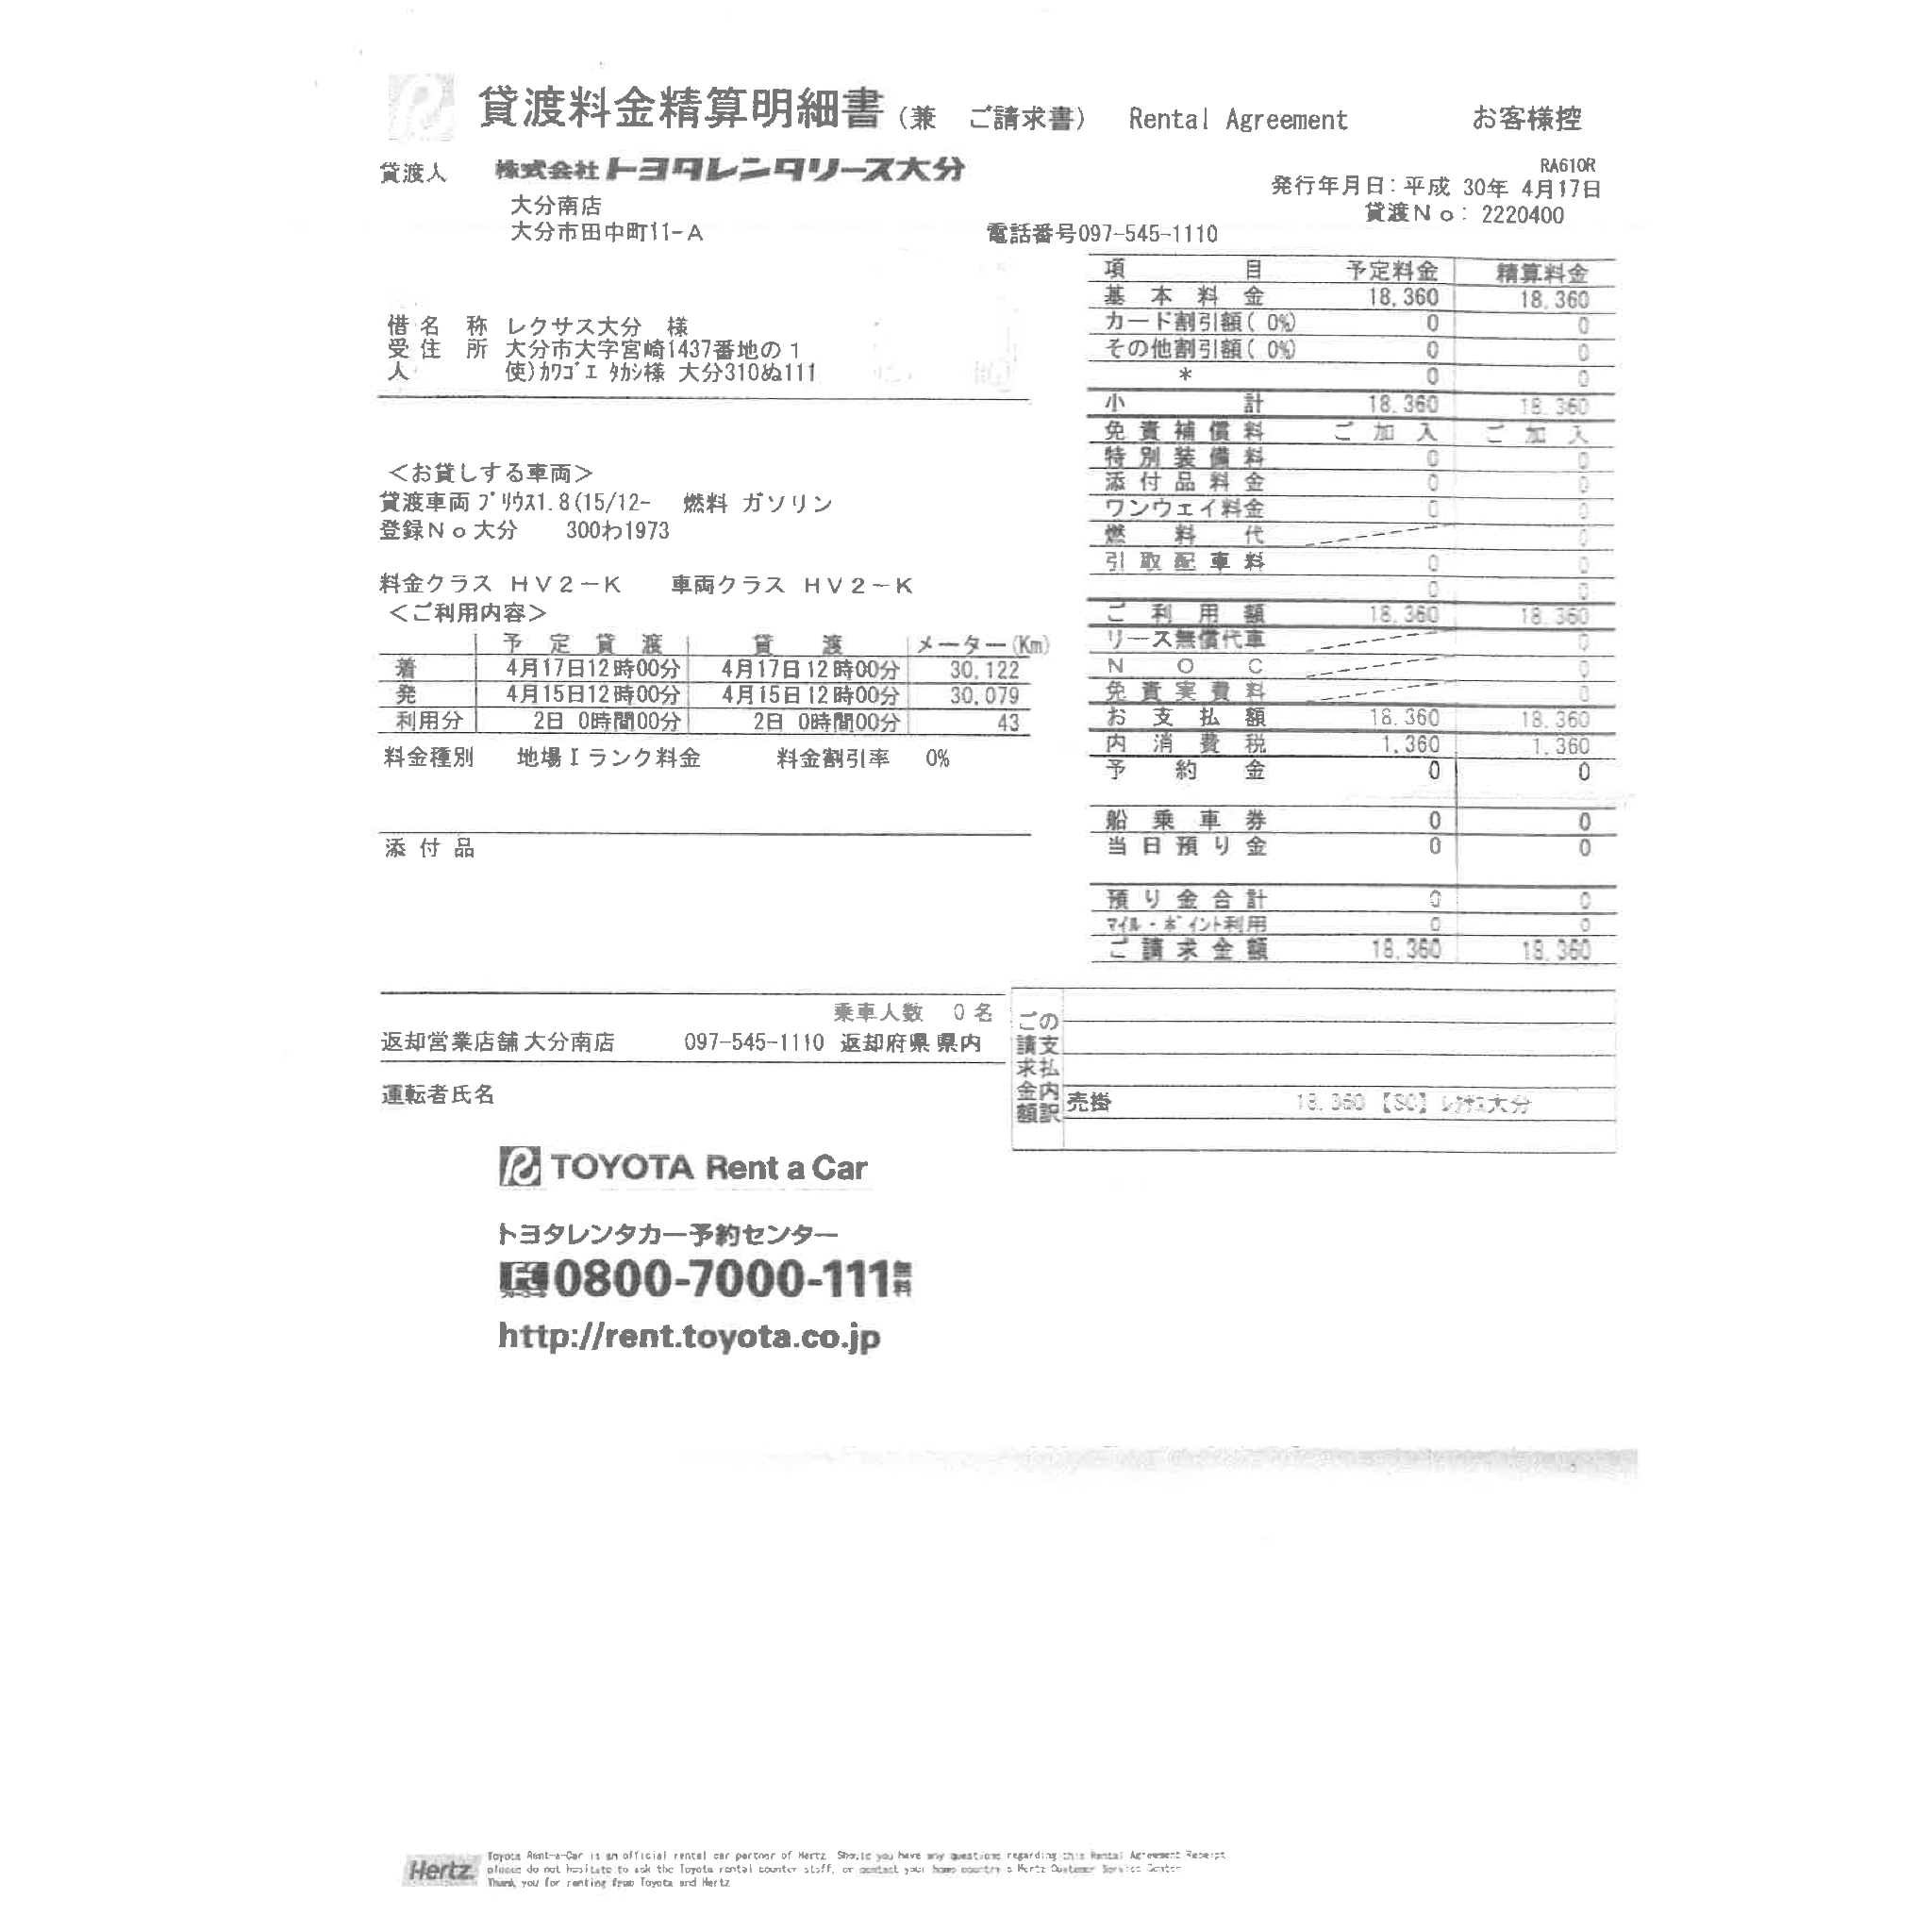 貸渡料金精算明細書(兼 ご請求書) Rental Agreement お客様控
貸渡人 株式会社トヨタレンタリース大分
RA610R
発行年月日:平成 30年 4月17日
大分南店
貸渡No: 2220400
大分市田中町11-A 電話番号097-545-1110
借名 称 レクサス大分 様
受住 所 大分市大字宮崎1437番地の1
人 使)ｶﾜｺﾞｴ ﾀｶｼ様 大分310ぬ111
<お貸しする車両>
貸渡車両 ﾌﾟﾘｳｽ1.8(15/12- 燃料 ガソリン
登録No 大分 300わ1973
料金クラス HV2-K 車両クラス HV2-K
<ご利用内容>
予定貸渡 貸渡 メーター(Km)
着 4月17日12時00分 4月17日12時00分 30,122
発 4月15日12時00分 4月15日12時00分 30,079
利用分 2日 0時間00分 2日 0時間00分 43
料金種別 地場Iランク料金 料金割引率 0%
添付品
項目 予定料金 精算料金
基本料金 18,360 18,360
カード割引額( 0%) 0 0
その他割引額( 0%) 0 0
* 0 0
小計 18,360 18,360
免責補償料 ご加入 ご加入
特別装備料 0 0
添付品料金 0 0
ワンウェイ料金 0 0
燃料代 0
引取配車料 0 0
0 0
ご利用額 18,360 18,360
リース無償代車 0
NOC 0
免責実費料 0
お支払額 18,360 18,360
内消費税 1,360 1,360
予約金 0 0
船乗車券 0 0
当日預り金 0 0
預り金合計 0 0
ﾏｲﾙ・ﾎﾟｲﾝﾄ利用 0 0
ご請求金額 18,360 18,360
乗車人数 0 名
返却営業店舗 大分南店 097-545-1110 返却府県 県内
運転者氏名
ご請求金額
の支払内訳
売掛 18,360 【SC】ﾚｸｻｽ大分
TOYOTA Rent a Car
トヨタレンタカー予約センター
0800-7000-111 無料
http://rent.toyota.co.jp
Hertz
Toyota Rent-a-Car is an official rental car partner of Hertz. Should you have any questions regarding this Rental Agreement Receipt
please do not hesitate to ask the Toyota rental counter staff, or contact your home country's Hertz Customer Service Center
Thank you for renting from Toyota and Hertz